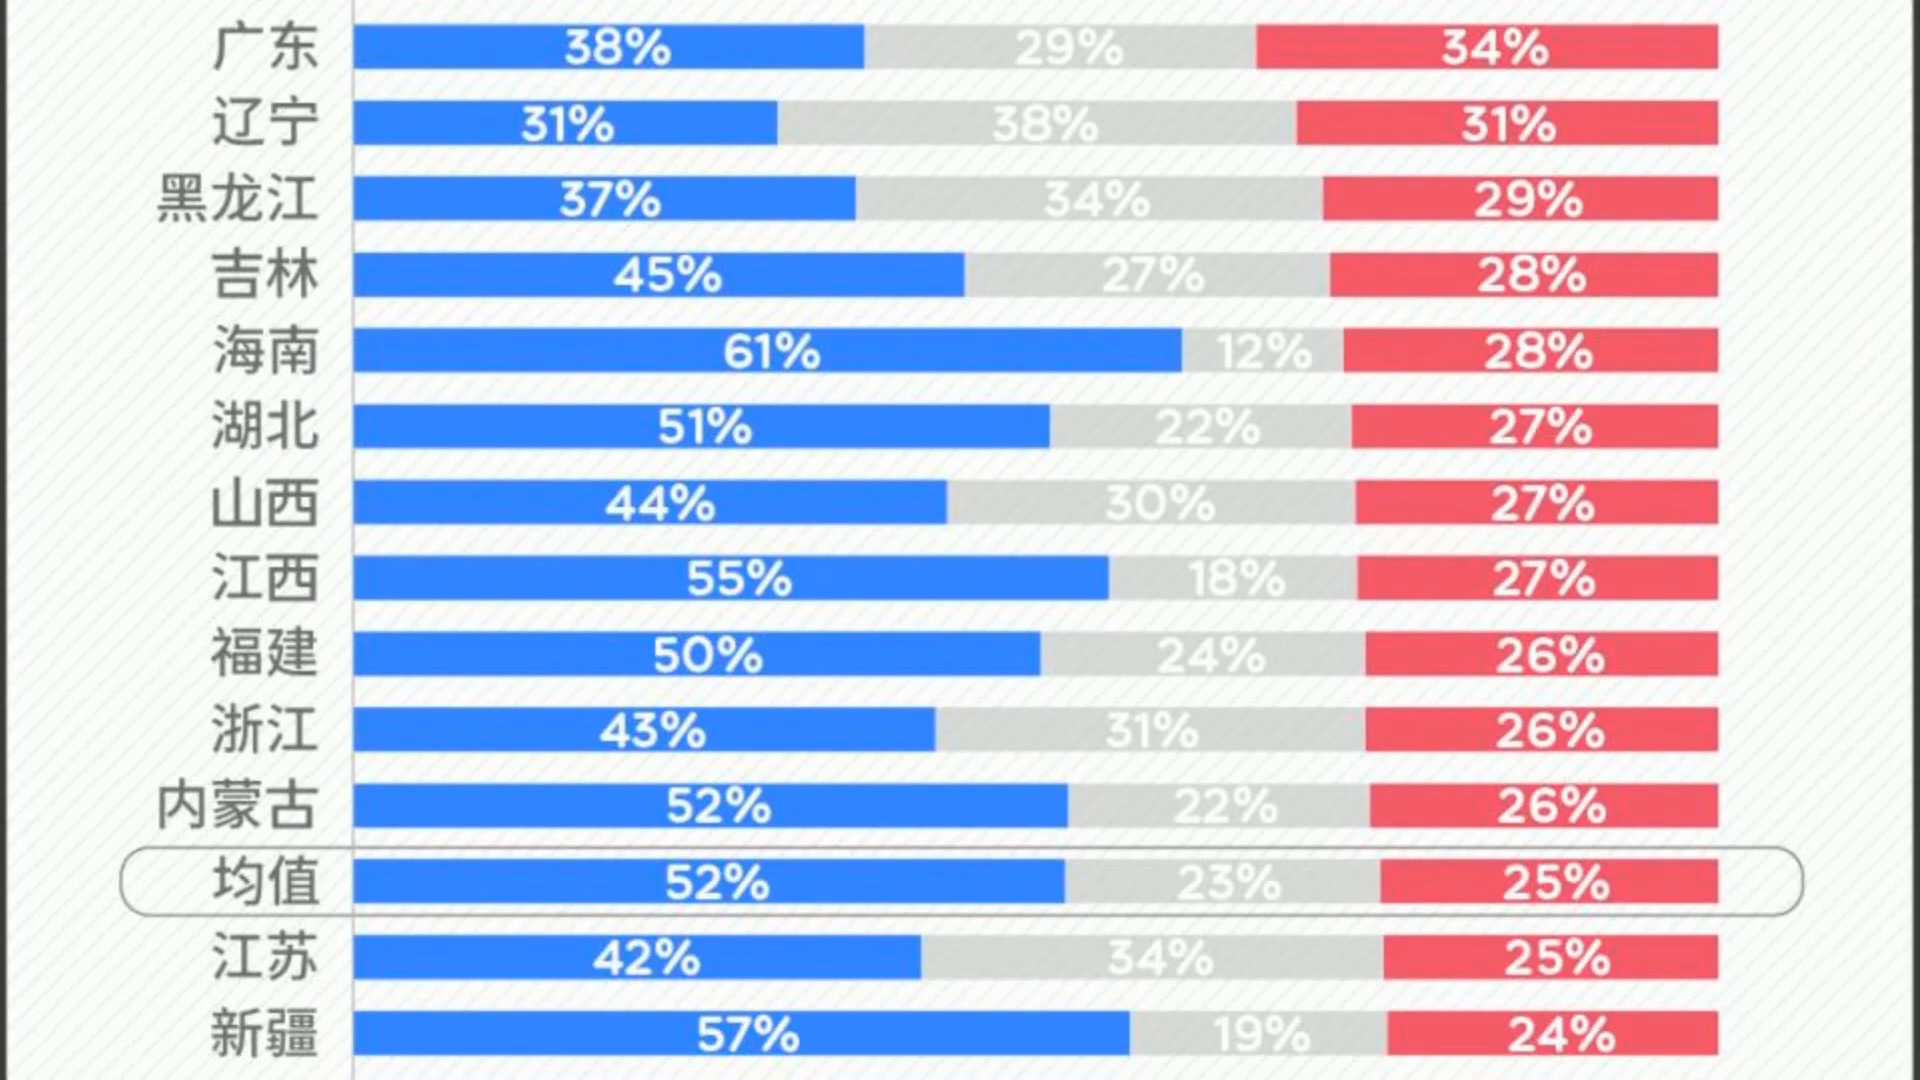 广东 38% 29% 34%
辽宁 31% 38% 31%
黑龙江 37% 34% 29%
吉林 45% 27% 28%
海南 61% 12% 28%
湖北 51% 22% 27%
山西 44% 30% 27%
江西 55% 18% 27%
福建 50% 24% 26%
浙江 43% 31% 26%
内蒙古 52% 22% 26%
均值 52% 23% 25%
江苏 42% 34% 25%
新疆 57% 19% 24%